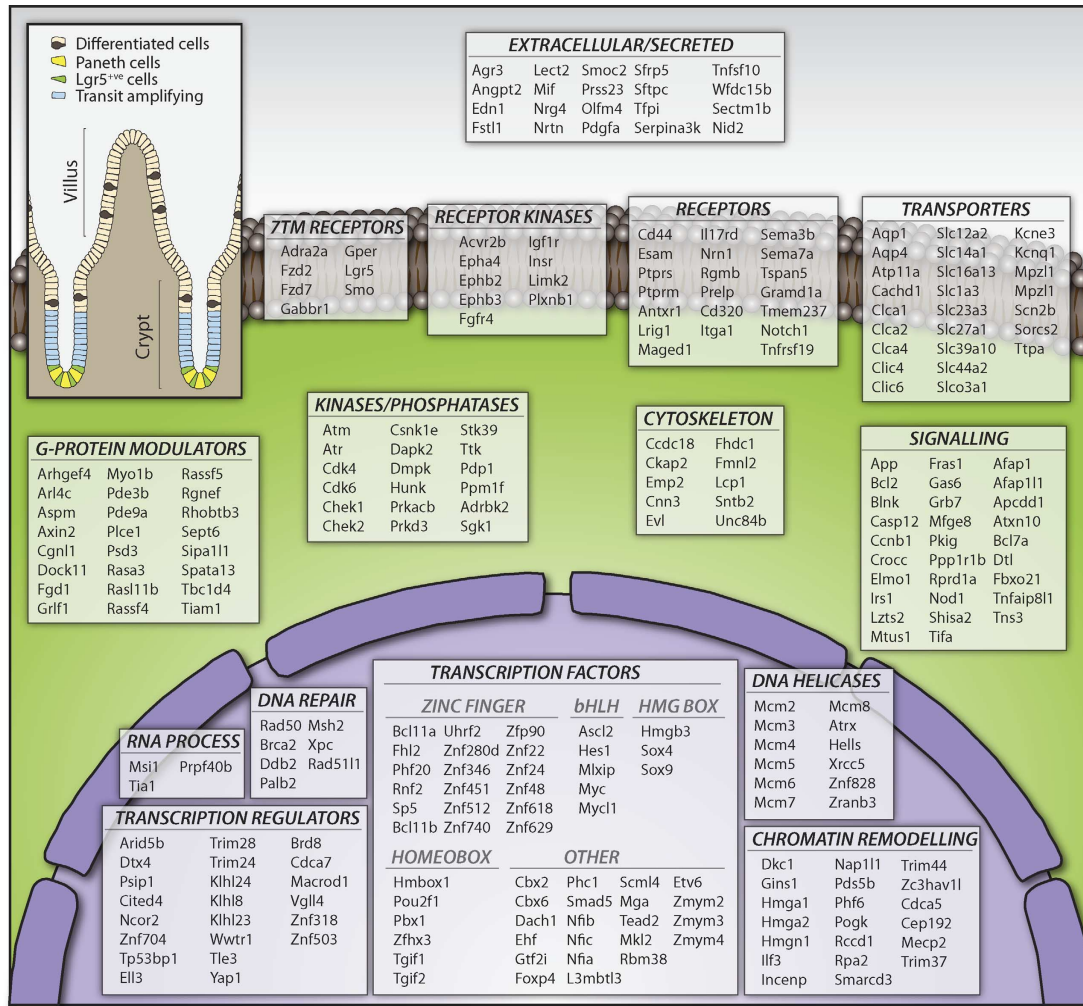 Differentiated cells
Paneth cells
Lgr5+ve cells
Transit amplifying
Villus
Crypt
EXTRACELLULAR/SECRETED
Agr3 Lect2 Smoc2 Sfrp5 Tnfsf10
Angpt2 Mif Prss23 Sftpc Wfdc15b
Edn1 Nrg4 Olfm4 Tfpi Sectm1b
Fstl1 Nrtn Pdgfa Serpina3k Nid2
7TM RECEPTORS
Adra2a Gper
Fzd2 Lgr5
Fzd7 Smo
Gabbr1
RECEPTOR KINASES
Acvr2b Igf1r
Epha4 Insr
Ephb2 Limk2
Ephb3 Plxnb1
Fgfr4
RECEPTORS
Cd44 Il17rd Sema3b
Esam Nrn1 Sema7a
Ptprs Rgmb Tspan5
Ptprm Prelp Gramd1a
Antxr1 Cd320 Tmem237
Lrig1 Itga1 Notch1
Maged1 Tnfrsf19
TRANSPORTERS
Aqp1 Slc12a2 Kcne3
Aqp4 Slc14a1 Kcnq1
Atp11a Slc16a13 Mpzl1
Cachd1 Slc1a3 Mpzl1
Clca1 Slc23a3 Scn2b
Clca2 Slc27a1 Sorcs2
Clca4 Slc39a10 Ttpa
Clic4 Slc44a2
Clic6 Slco3a1
KINASES/PHOSPHATASES
Atm Csnk1e Stk39
Atr Dapk2 Ttk
Cdk4 Dmpk Pdp1
Cdk6 Hunk Ppm1f
Chek1 Prkacb Adrbk2
Chek2 Prkd3 Sgk1
CYTOSKELETON
Ccdc18 Fhdc1
Ckap2 Fmnl2
Emp2 Lcp1
Cnn3 Sntb2
Evl Unc84b
G-PROTEIN MODULATORS
Arhgef4 Myo1b Rassf5
Arl4c Pde3b Rgnef
Aspm Pde9a Rhobtb3
Axin2 Plce1 Sept6
Cgnl1 Psd3 Sipa1l1
Dock11 Rasa3 Spata13
Fgd1 Rasl11b Tbc1d4
Grlf1 Rassf4 Tiam1
SIGNALLING
App Fras1 Afap1
Bcl2 Gas6 Afap1l1
Blnk Grb7 Apcdd1
Casp12 Mfge8 Atxn10
Ccnb1 Pkig Bcl7a
Crocc Ppp1r1b Dtl
Elmo1 Rprd1a Fbxo21
Irs1 Nod1 Tnfaip8l1
Lzts2 Shisa2 Tns3
Mtus1 Tifa
RNA PROCESS
Msi1 Prpf40b
Tia1
DNA REPAIR
Rad50 Msh2
Brca2 Xpc
Ddb2 Rad51l1
Palb2
TRANSCRIPTION FACTORS
ZINC FINGER
Bcl11a Uhrf2 Zfp90
Fhl2 Znf280d Znf22
Phf20 Znf346 Znf24
Rnf2 Znf451 Znf48
Sp5 Znf512 Znf618
Bcl11b Znf740 Znf629
bHLH
Ascl2
Hes1
Mlxip
Myc
Mycl1
HMG BOX
Hmgb3
Sox4
Sox9
HOMEOBOX
Hmbox1
Pou2f1
Pbx1
Zfhx3
Tgif1
Tgif2
OTHER
Cbx2 Phc1 Scml4 Etv6
Cbx6 Smad5 Mga Zmym2
Dach1 Nfib Tead2 Zmym3
Ehf Nfic Mkl2 Zmym4
Gtf2i Nfia Rbm38
Foxp4 L3mbtl3
DNA HELICASES
Mcm2 Mcm8
Mcm3 Atrx
Mcm4 Hells
Mcm5 Xrcc5
Mcm6 Znf828
Mcm7 Zranb3
TRANSCRIPTION REGULATORS
Arid5b Trim28 Brd8
Dtx4 Trim24 Cdca7
Psip1 Klhl24 Macrod1
Cited4 Klhl8 Vgll4
Ncor2 Klhl23 Znf318
Znf704 Wwtr1 Znf503
Tp53bp1 Tle3
Ell3 Yap1
CHROMATIN REMODELLING
Dkc1 Nap1l1 Trim44
Gins1 Pds5b Zc3hav1l
Hmga1 Phf6 Cdca5
Hmga2 Pogk Cep192
Hmgn1 Rccd1 Mecp2
Ilf3 Rpa2 Trim37
Incenp Smarcd3